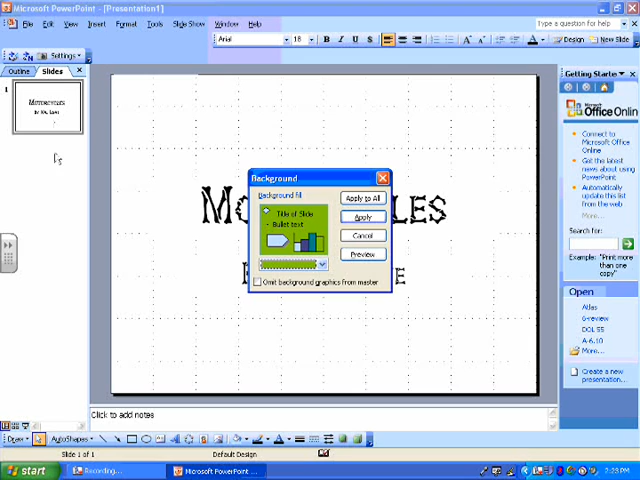 Microsoft PowerPoint - [Presentation1]
File Edit View Insert Format Tools Slide Show Window Help
Type a question for help
Settings
Arial
18
B I U S
Design
New Slide
Outline Slides
Getting Starte
1
Microsoft
Office Onlin
Connect to
Microsoft Office
Online
Get the latest
news about using
PowerPoint
Automatically
update this list
from the web
More...
Search for:
Example:
"Print more
than one
copy"
Open
Atlas
6-review
DOL 55
A-6.10
More...
Create a new
presentation...
Background
Background fill
Title of Slide
Bullet text
Apply to All
Apply
Cancel
Preview
Omit background graphics from master
Click to add notes
Draw
AutoShapes
Slide 1 of 1
Default Design
start
Recording...
Microsoft PowerPoint ...
2:23 PM